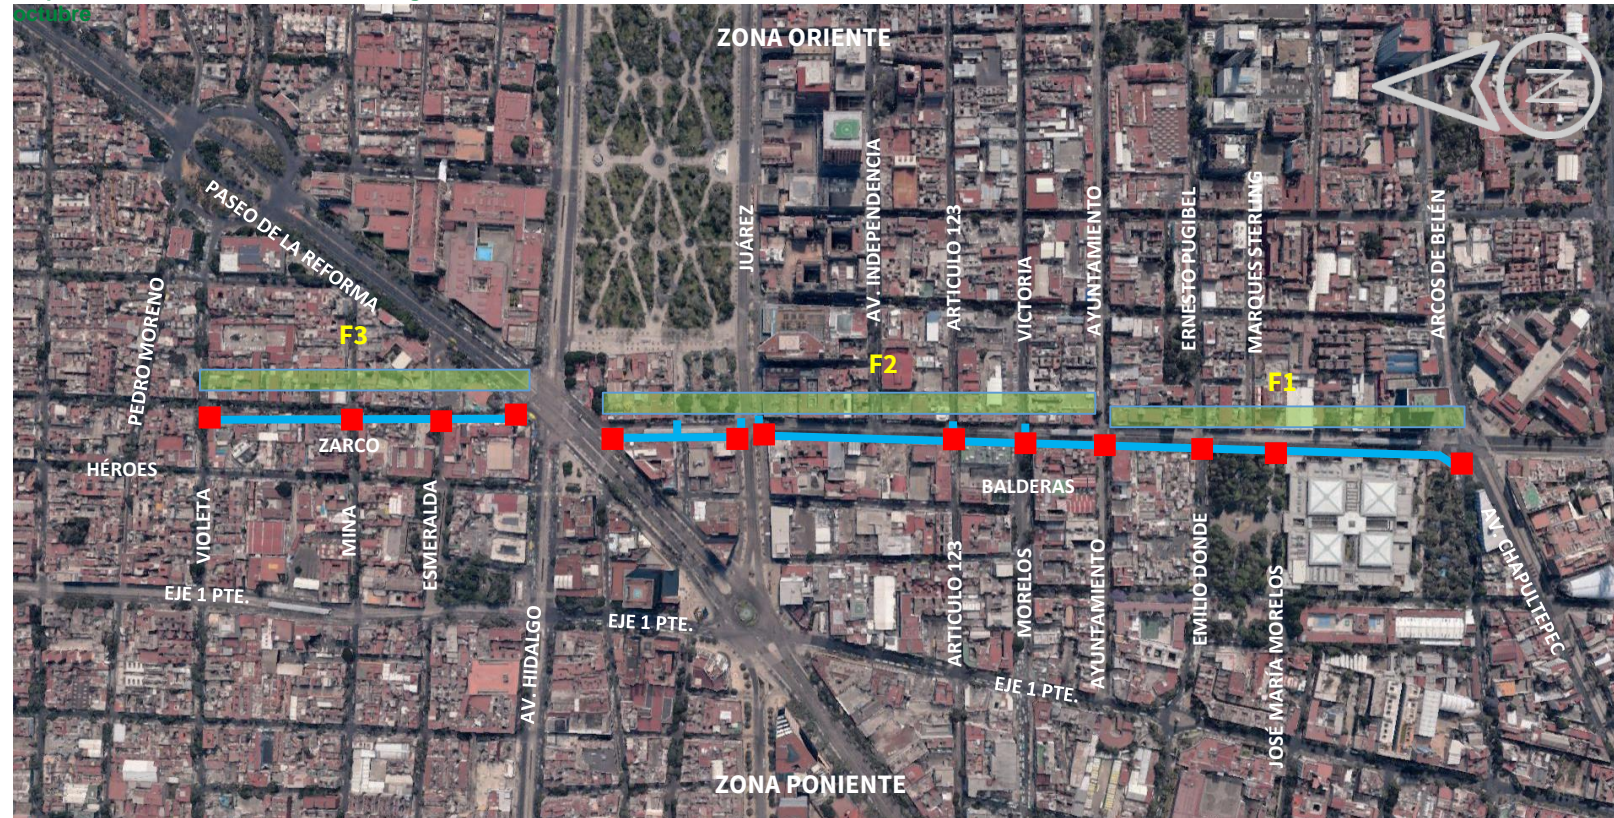 octubre
ZONA ORIENTE
N
PASEO DE LA REFORMA
PEDRO MORENO
JUÁREZ
AV. INDEPENDENCIA
ARTICULO 123
VICTORIA
AYUNTAMIENTO
ERNESTO PUGIBEL
MARQUES STERLING
ARCOS DE BELÉN
F3
F2
F1
ZARCO
HÉROES
BALDERAS
VIOLETA
MINA
ESMERALDA
AV. HIDALGO
EJE 1 PTE.
EJE 1 PTE.
ARTICULO 123
MORELOS
AYUNTAMIENTO
EJE 1 PTE.
EMILIO DONDE
JOSÉ MARÍA MORELOS
AV. CHAPULTEPEC
ZONA PONIENTE